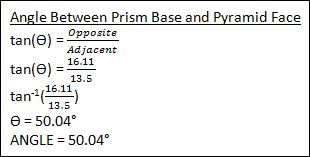 Angle Between Prism Base and Pyramid Face
tan(Ɵ) = Opposite/Adjacent
tan(Ɵ) = 16.11/13.5
tan⁻¹(16.11/13.5)
Ɵ = 50.04°
ANGLE = 50.04°